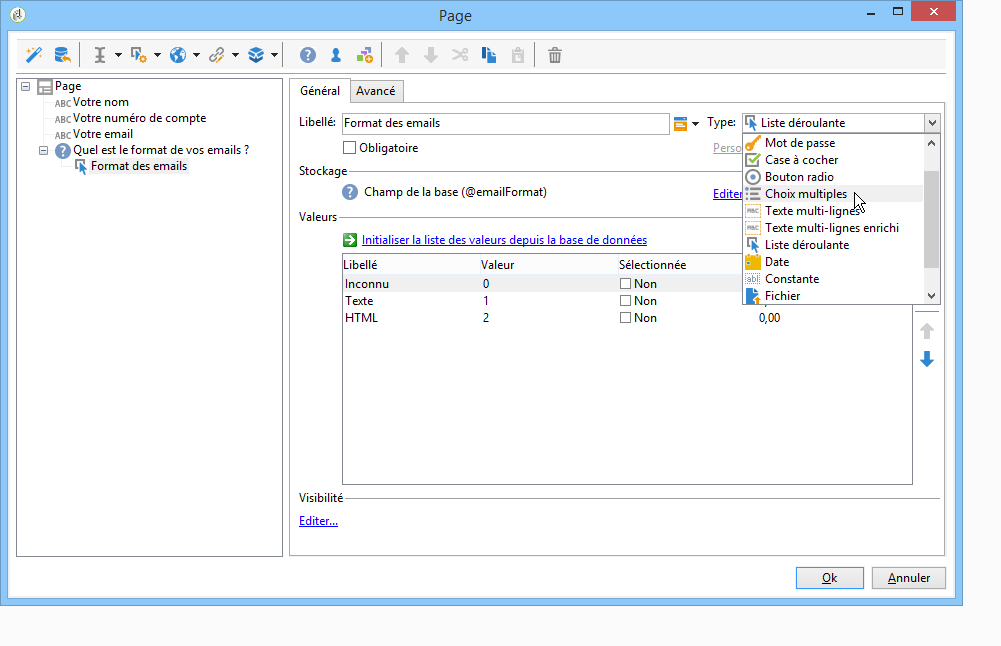 Page
Page
ABC Votre nom
ABC Votre numéro de compte
ABC Votre email
Quel est le format de vos emails ?
Format des emails
Général Avancé
Libellé: Format des emails Type: Liste déroulante
Obligatoire Perso
Mot de passe
Case à cocher
Bouton radio
Choix multiples
Texte multi-lignes
Texte multi-lignes enrichi
Liste déroulante
Date
Constante
Fichier
Stockage
Champ de la base (@emailFormat) Editer
Valeurs
Initialiser la liste des valeurs depuis la base de données
Libellé Valeur Sélectionnée
Inconnu 0 Non
Texte 1 Non
HTML 2 Non 0,00
Visibilité
Editer...
Ok Annuler